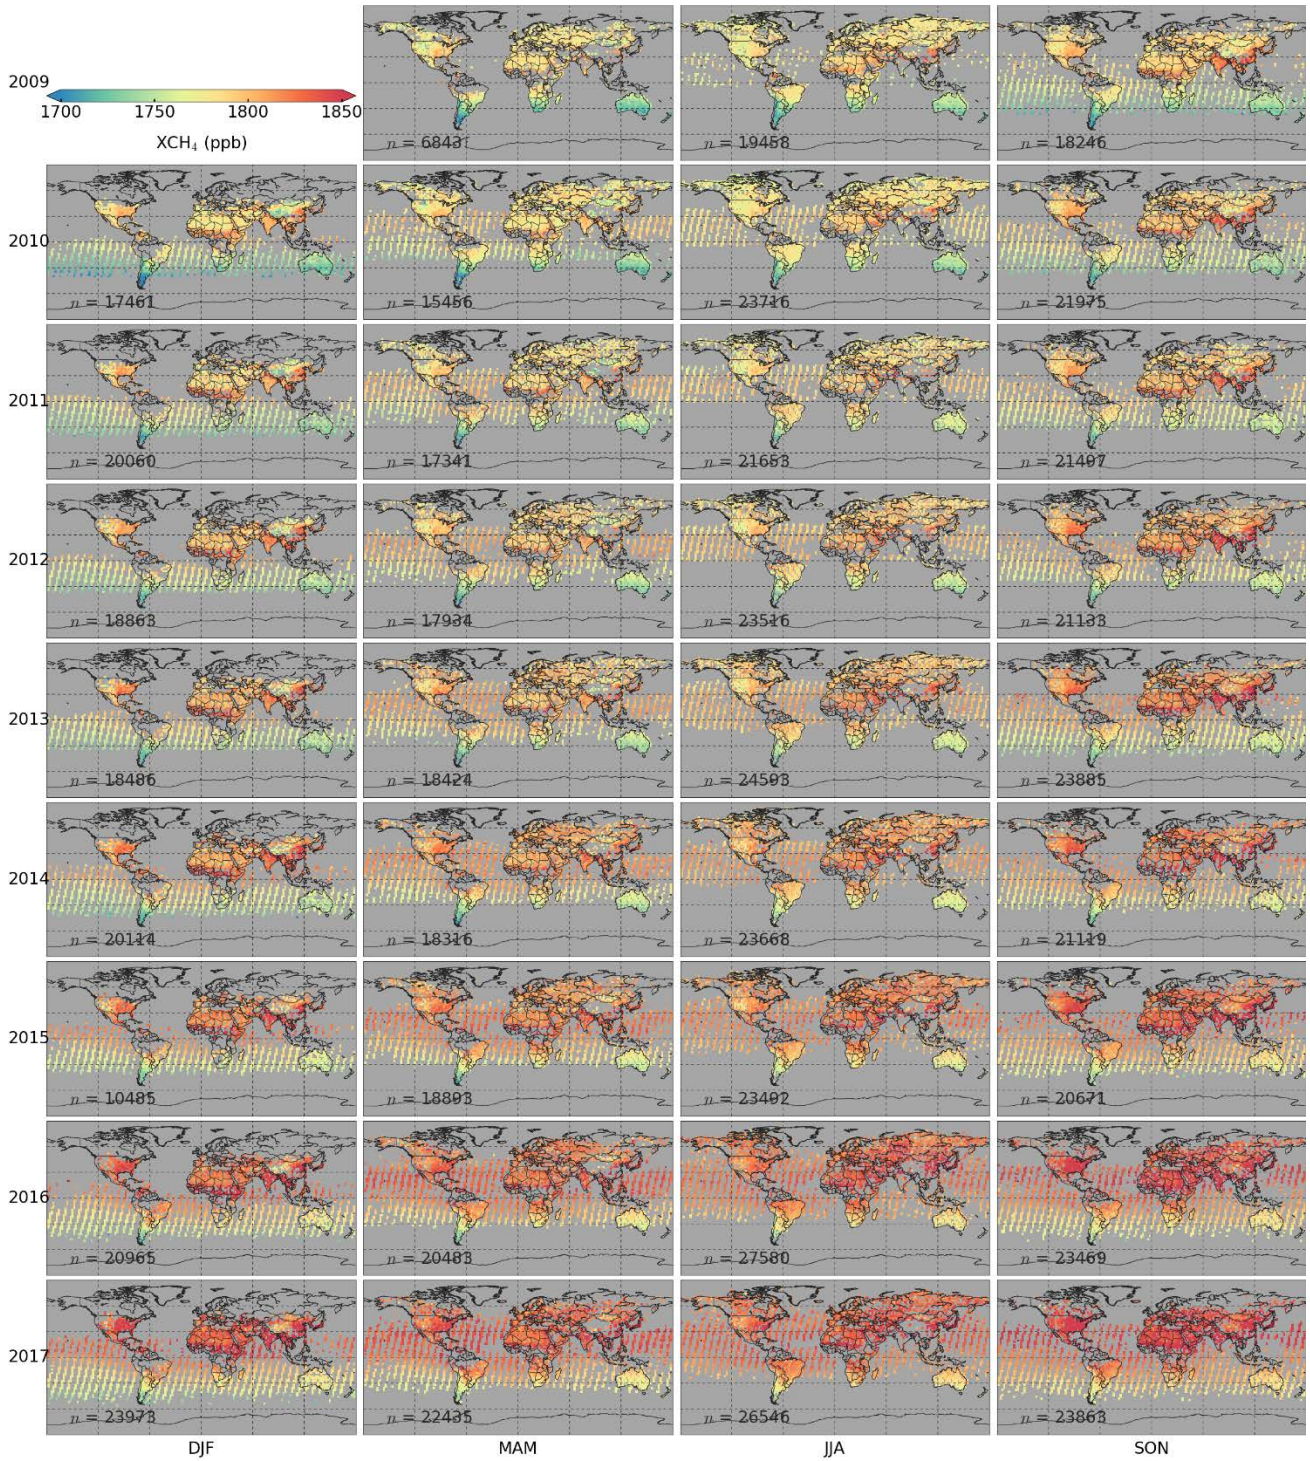 2009
1700 1750 1800 1850
XCH₄ (ppb)
n = 6843
n = 19458
n = 18246
2010
n = 17461
n = 15456
n = 23716
n = 21975
2011
n = 20060
n = 17341
n = 21653
n = 21497
2012
n = 18863
n = 17934
n = 23516
n = 21133
2013
n = 18486
n = 18424
n = 24593
n = 23885
2014
n = 20114
n = 18316
n = 23668
n = 21119
2015
n = 10485
n = 18893
n = 23492
n = 20671
2016
n = 20965
n = 20483
n = 27580
n = 23469
2017
n = 23973
n = 22435
n = 26546
n = 23863
DJF MAM JJA SON